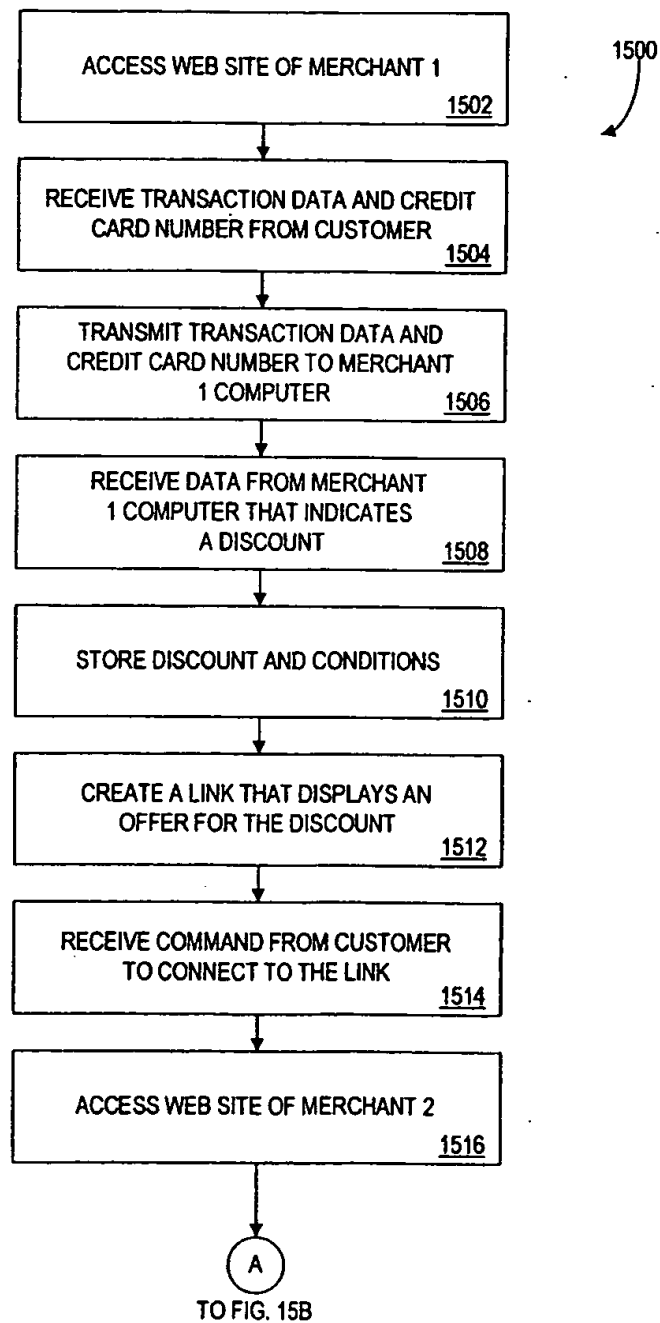 ACCESS WEB SITE OF MERCHANT 1
1502
1500
RECEIVE TRANSACTION DATA AND CREDIT
CARD NUMBER FROM CUSTOMER
1504
TRANSMIT TRANSACTION DATA AND
CREDIT CARD NUMBER TO MERCHANT
1 COMPUTER
1506
RECEIVE DATA FROM MERCHANT
1 COMPUTER THAT INDICATES
A DISCOUNT
1508
STORE DISCOUNT AND CONDITIONS
1510
CREATE A LINK THAT DISPLAYS AN
OFFER FOR THE DISCOUNT
1512
RECEIVE COMMAND FROM CUSTOMER
TO CONNECT TO THE LINK
1514
ACCESS WEB SITE OF MERCHANT 2
1516
A
TO FIG. 15B